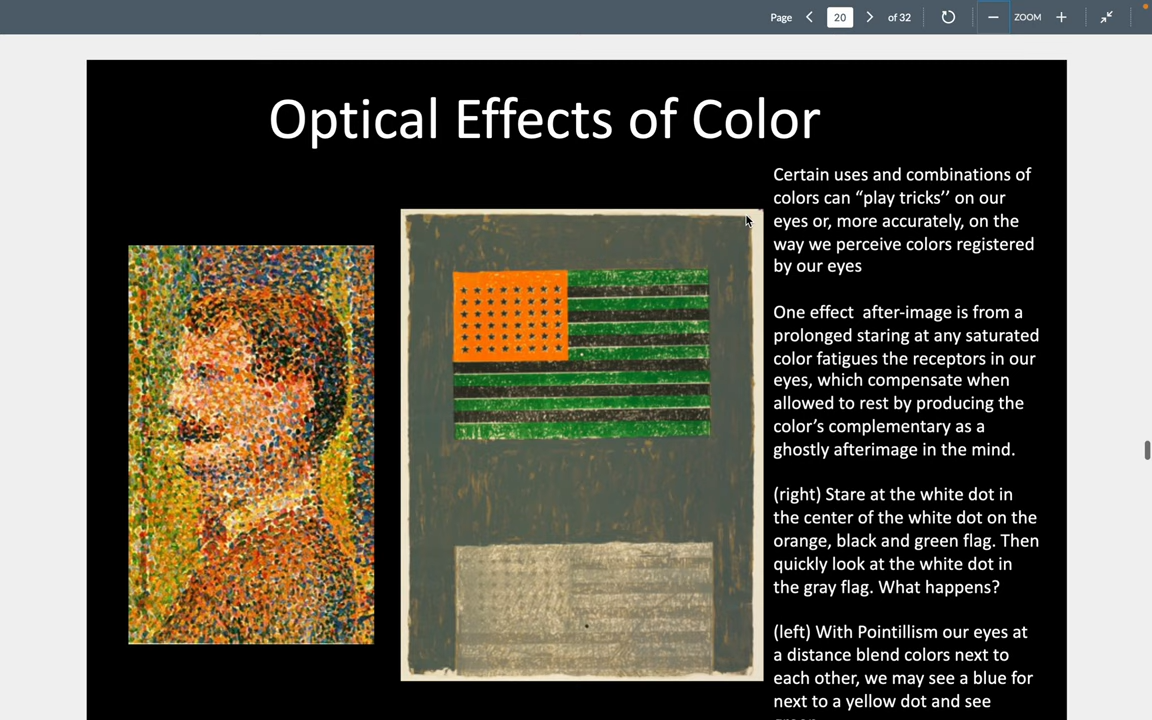 Page 20 of 32 ZOOM
Optical Effects of Color
Certain uses and combinations of
colors can “play tricks’’ on our
eyes or, more accurately, on the
way we perceive colors registered
by our eyes
One effect  after-image is from a
prolonged staring at any saturated
color fatigues the receptors in our
eyes, which compensate when
allowed to rest by producing the
color’s complementary as a
ghostly afterimage in the mind.
(right) Stare at the white dot in
the center of the white dot on the
orange, black and green flag. Then
quickly look at the white dot in
the gray flag. What happens?
(left) With Pointillism our eyes at
a distance blend colors next to
each other, we may see a blue for
next to a yellow dot and see